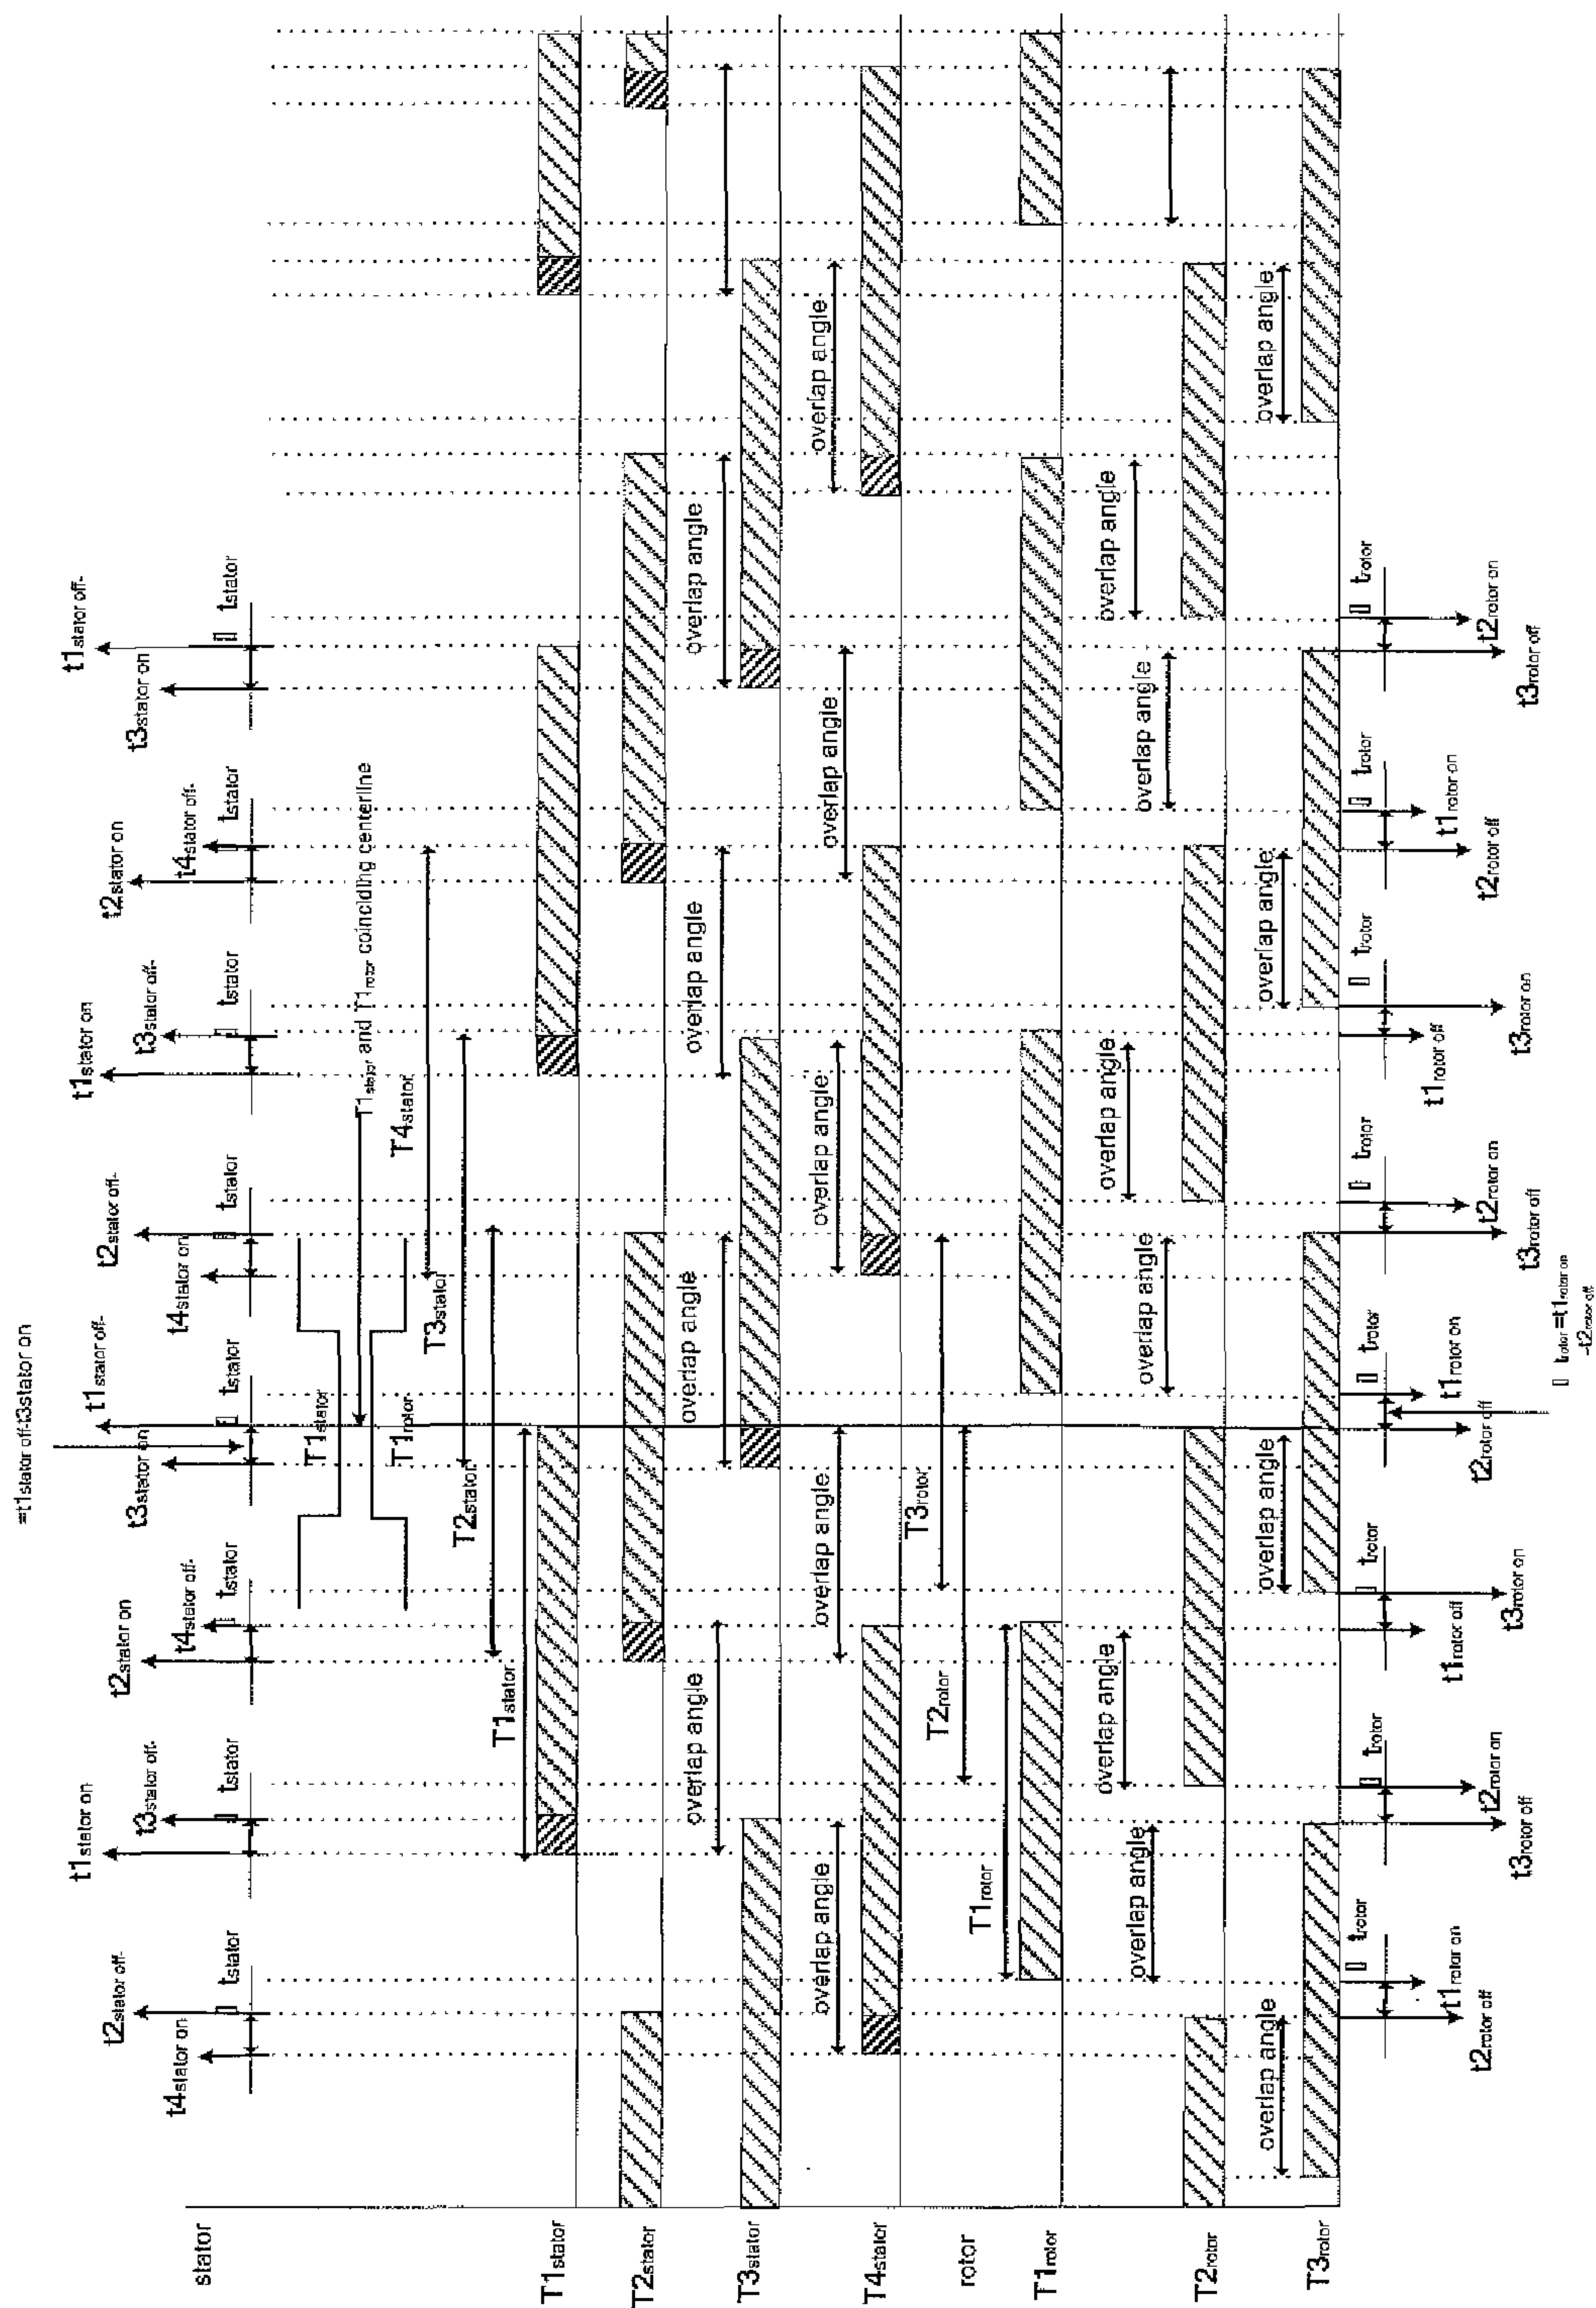 =t1stator off-t3stator on
t2stator off-
t4stator on
tstator
t1stator on
t3stator off-
tstator
t2stator on
t4stator off-
tstator
t1stator off-
t3stator on
tstator
t2stator off-
t4stator on
tstator
t1stator on
t3stator off-
tstator
t2stator on
t4stator off-
tstator
t1stator off-
t3stator on
tstator
stator
T1stator
T1rotor
T1stator and T1rotor coinciding centerline
T4stator
T3stator
T2stator
T1stator
T1stator
T2stator
overlap angle
overlap angle
overlap angle
overlap angle
T3stator
overlap angle
overlap angle
overlap angle
overlap angle
overlap angle
T4stator
T3rotor
T2rotor
rotor
T1rotor
T1rotor
overlap angle
overlap angle
overlap angle
overlap angle
overlap angle
overlap angle
overlap angle
T2rotor
overlap angle
overlap angle
overlap angle
overlap angle
T3rotor
trotor
t1rotor on
t2rotor off
trotor
t2rotor on
t3rotor off
trotor
t1rotor off
t3rotor on
trotor
t1rotor on
t2rotor off
trotor
t2rotor on
t3rotor off
trotor
t1rotor off
t3rotor on
trotor
t1rotor on
t2rotor off
trotor
t2rotor on
t3rotor off
▯ trotor =t1rotor on
-t2rotor off